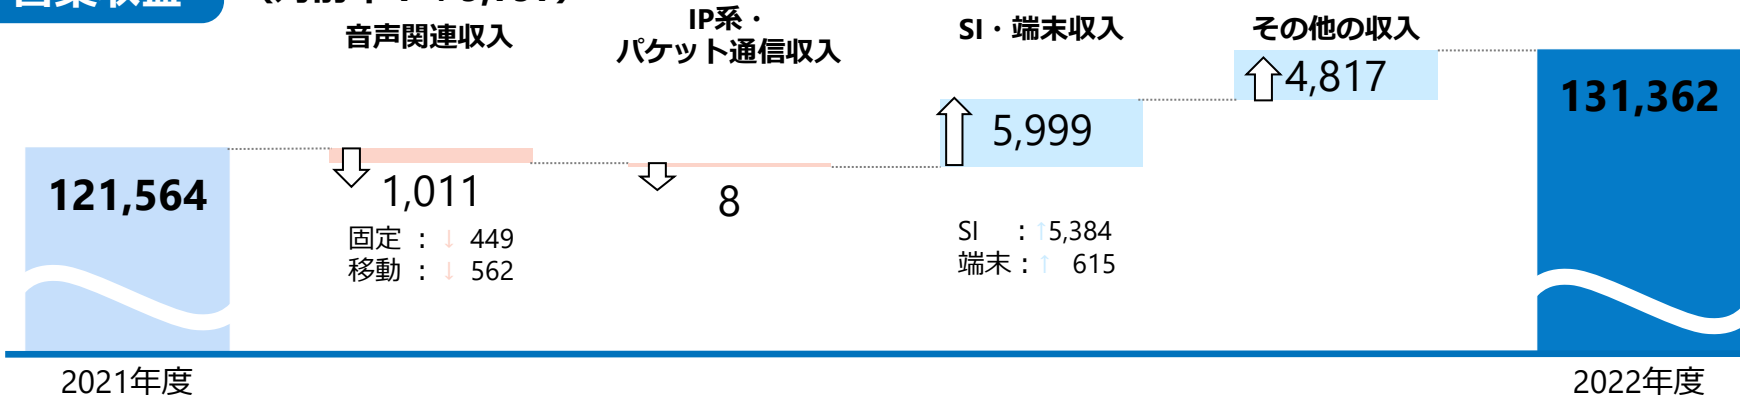 音声関連収入
IP系・
パケット通信収入
SI・端末収入
その他の収入
121,564
1,011
固定 : ↓ 449
移動 : ↓ 562
8
5,999
SI : ↑5,384
端末 : ↑ 615
4,817
131,362
2021年度
2022年度